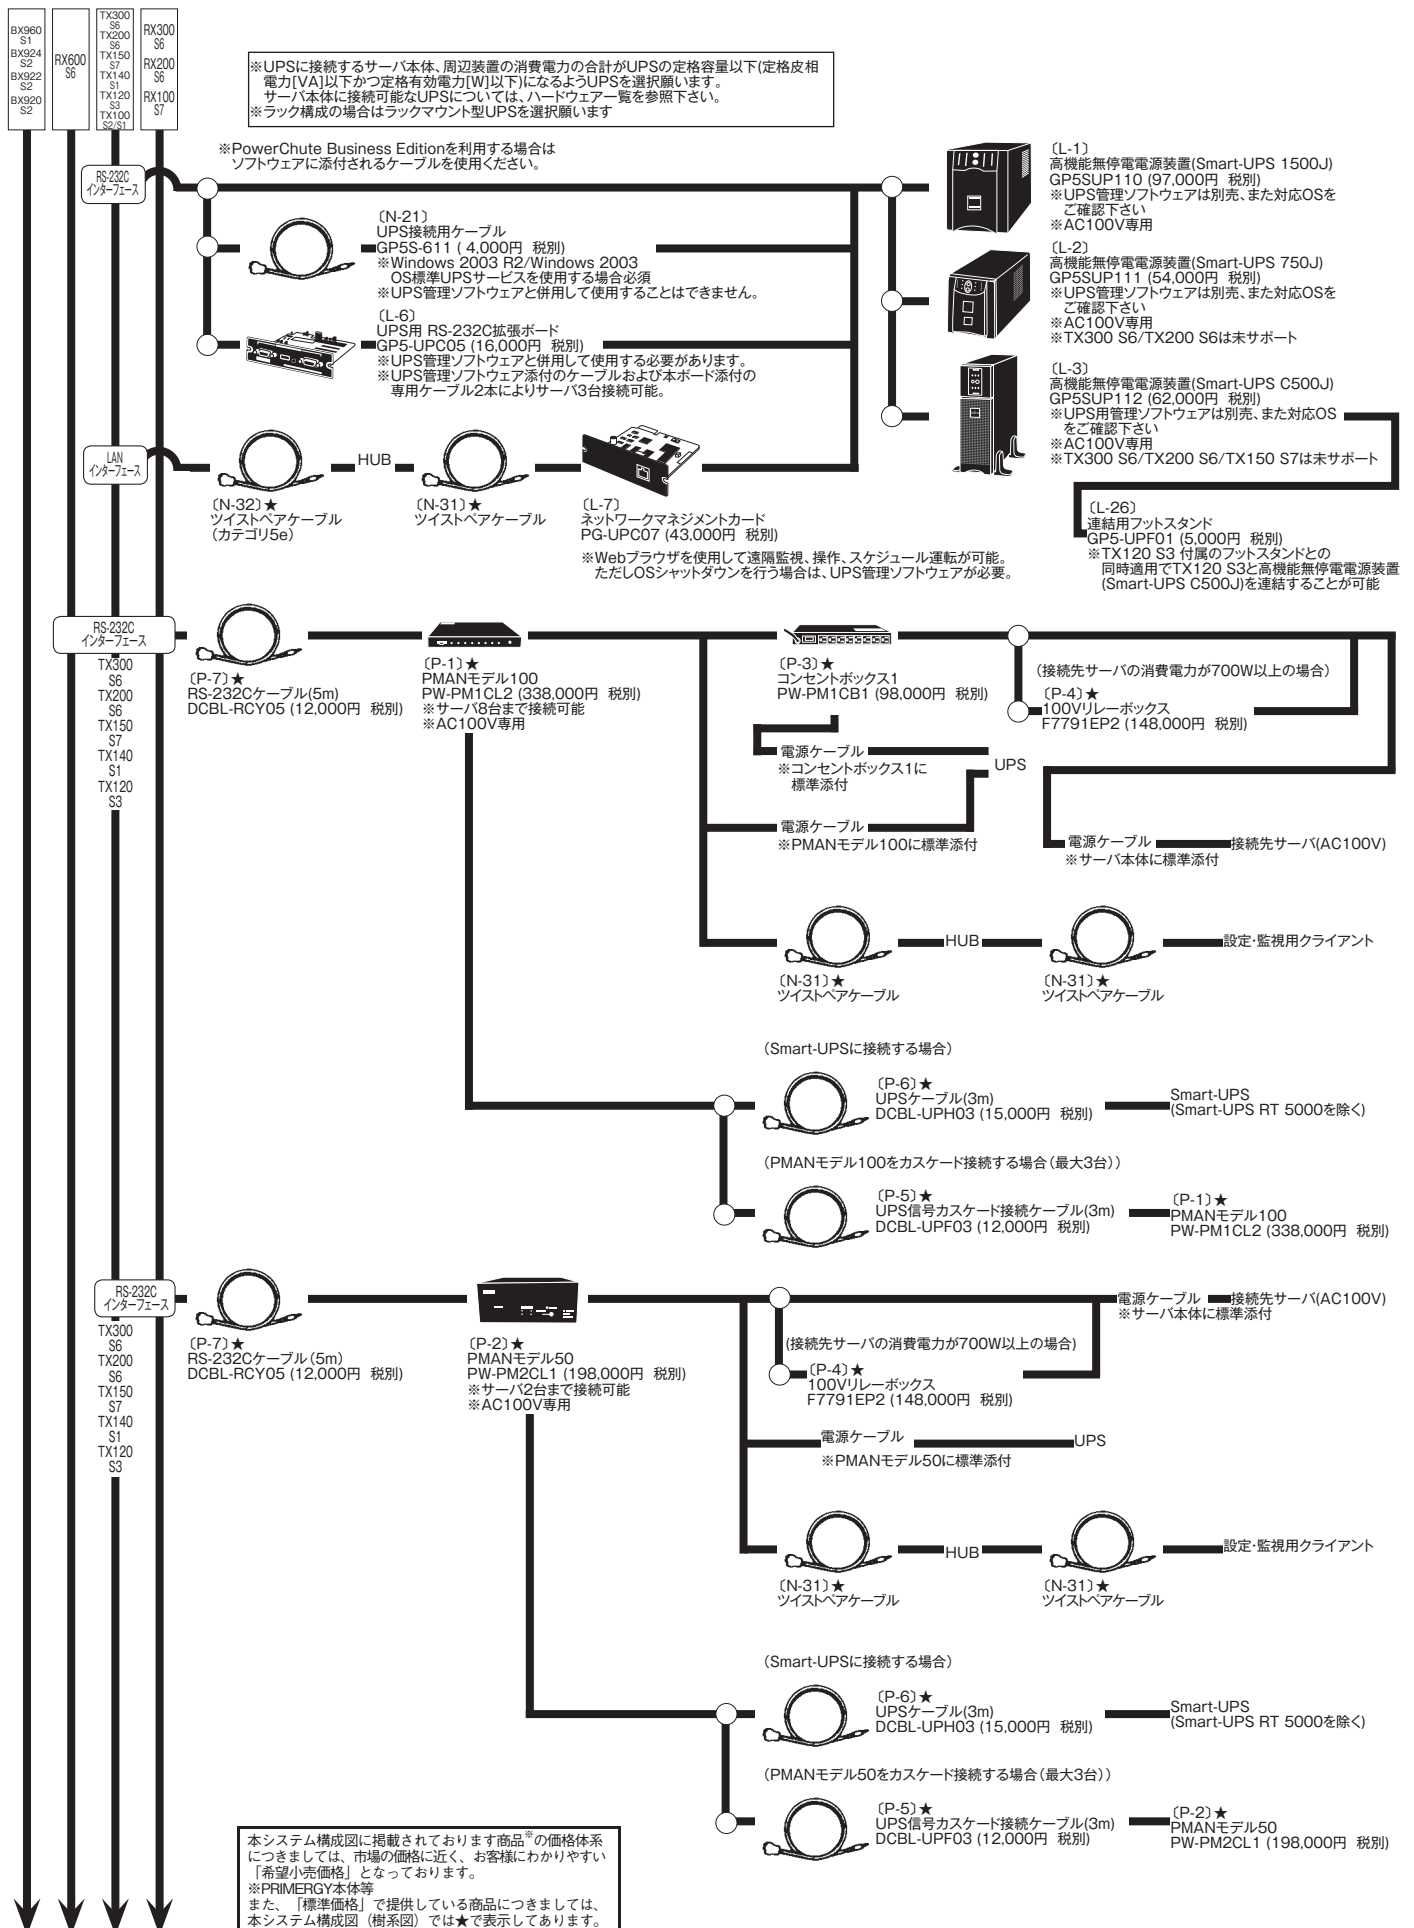 BX960
S1
BX924
S2
BX922
S2
BX920
S2
RX600
S6
TX300
S6
TX200
S6
TX150
S7
TX140
S1
TX120
S3
TX100
S2/S1
RX300
S6
RX200
S6
RX100
S7
※UPSに接続するサーバ本体、周辺装置の消費電力の合計がUPSの定格容量以下(定格皮相
電力[VA]以下かつ定格有効電力[W]以下)になるようUPSを選択願います。
サーバ本体に接続可能なUPSについては、ハードウェア一覧を参照下さい。
※ラック構成の場合はラックマウント型UPSを選択願います
※PowerChute Business Editionを利用する場合は
ソフトウェアに添付されるケーブルを使用ください。
RS-232C
インターフェース
〔N-21〕
UPS接続用ケーブル
GP5S-611 ( 4,000円 税別)
※Windows 2003 R2/Windows 2003
OS標準UPSサービスを使用する場合必須
※UPS管理ソフトウェアと併用して使用することはできません。
〔L-6〕
UPS用 RS-232C拡張ボード
GP5-UPC05 (16,000円 税別)
※UPS管理ソフトウェアと併用して使用する必要があります。
※UPS管理ソフトウェア添付のケーブルおよび本ボード添付の
専用ケーブル2本によりサーバ3台接続可能。
〔L-1〕
高機能無停電電源装置(Smart-UPS 1500J)
GP5SUP110 (97,000円 税別)
※UPS管理ソフトウェアは別売、また対応OSを
ご確認下さい
※AC100V専用
〔L-2〕
高機能無停電電源装置(Smart-UPS 750J)
GP5SUP111 (54,000円 税別)
※UPS管理ソフトウェアは別売、また対応OSを
ご確認下さい
※AC100V専用
※TX300 S6/TX200 S6は未サポート
〔L-3〕
高機能無停電電源装置(Smart-UPS C500J)
GP5SUP112 (62,000円 税別)
※UPS用管理ソフトウェアは別売、また対応OS
をご確認下さい
※AC100V専用
※TX300 S6/TX200 S6/TX150 S7は未サポート
LAN
インターフェース
〔N-32〕★
ツイストペアケーブル
(カテゴリ5e)
HUB
〔N-31〕★
ツイストペアケーブル
〔L-7〕
ネットワークマネジメントカード
PG-UPC07 (43,000円 税別)
※Webブラウザを使用して遠隔監視、操作、スケジュール運転が可能。
ただしOSシャットダウンを行う場合は、UPS管理ソフトウェアが必要。
〔L-26〕
連結用フットスタンド
GP5-UPF01 (5,000円 税別)
※TX120 S3 付属のフットスタンドとの
同時適用でTX120 S3と高機能無停電電源装置
(Smart-UPS C500J)を連結することが可能
RS-232C
インターフェース
TX300
S6
TX200
S6
TX150
S7
TX140
S1
TX120
S3
〔P-7〕★
RS-232Cケーブル(5m)
DCBL-RCY05 (12,000円 税別)
〔P-1〕★
PMANモデル100
PW-PM1CL2 (338,000円 税別)
※サーバ8台まで接続可能
※AC100V専用
〔P-3〕★
コンセントボックス1
PW-PM1CB1 (98,000円 税別)
(接続先サーバの消費電力が700W以上の場合)
〔P-4〕★
100Vリレーボックス
F7791EP2 (148,000円 税別)
電源ケーブル
※コンセントボックス1に
標準添付
UPS
電源ケーブル
※PMANモデル100に標準添付
電源ケーブル
※サーバ本体に標準添付
接続先サーバ(AC100V)
HUB
設定・監視用クライアント
〔N-31〕★
ツイストペアケーブル
〔N-31〕★
ツイストペアケーブル
(Smart-UPSに接続する場合)
〔P-6〕★
UPSケーブル(3m)
DCBL-UPH03 (15,000円 税別)
Smart-UPS
(Smart-UPS RT 5000を除く)
(PMANモデル100をカスケード接続する場合(最大3台))
〔P-5〕★
UPS信号カスケード接続ケーブル(3m)
DCBL-UPF03 (12,000円 税別)
〔P-1〕★
PMANモデル100
PW-PM1CL2 (338,000円 税別)
RS-232C
インターフェース
TX300
S6
TX200
S6
TX150
S7
TX140
S1
TX120
S3
〔P-7〕★
RS-232Cケーブル(5m)
DCBL-RCY05 (12,000円 税別)
〔P-2〕★
PMANモデル50
PW-PM2CL1 (198,000円 税別)
※サーバ2台まで接続可能
※AC100V専用
電源ケーブル
※サーバ本体に標準添付
接続先サーバ(AC100V)
(接続先サーバの消費電力が700W以上の場合)
〔P-4〕★
100Vリレーボックス
F7791EP2 (148,000円 税別)
電源ケーブル
※PMANモデル50に標準添付
UPS
HUB
設定・監視用クライアント
〔N-31〕★
ツイストペアケーブル
〔N-31〕★
ツイストペアケーブル
(Smart-UPSに接続する場合)
〔P-6〕★
UPSケーブル(3m)
DCBL-UPH03 (15,000円 税別)
Smart-UPS
(Smart-UPS RT 5000を除く)
(PMANモデル50をカスケード接続する場合(最大3台))
〔P-5〕★
UPS信号カスケード接続ケーブル(3m)
DCBL-UPF03 (12,000円 税別)
〔P-2〕★
PMANモデル50
PW-PM2CL1 (198,000円 税別)
本システム構成図に掲載されております商品※の価格体系
につきましては、市場の価格に近く、お客様にわかりやすい
「希望小売価格」となっております。
※PRIMERGY本体等
また、「標準価格」で提供している商品につきましては、
本システム構成図(樹系図)では★で表示してあります。